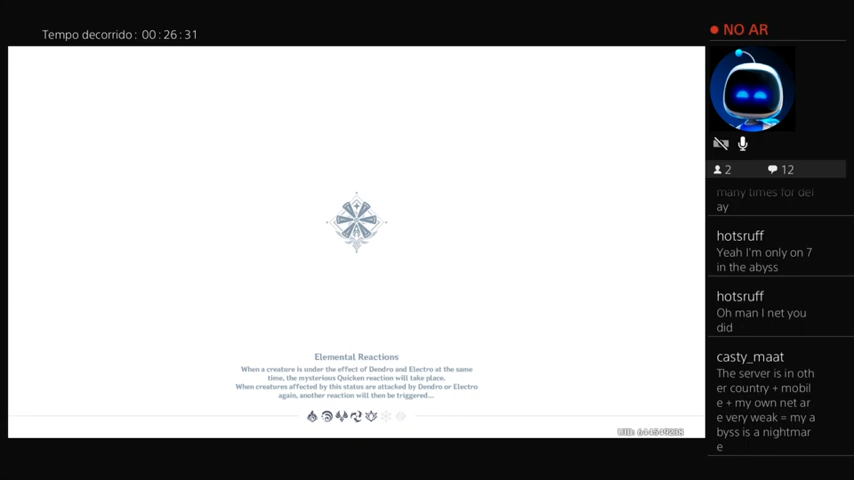 Tempo decorrido: 00:26:31
NO AR
2
12
many times for del
ay
hotsruff
Yeah I'm only on 7
in the abyss
hotsruff
Oh man I net you
did
casty_maat
The server is in oth
er country + mobil
e + my own net ar
e very weak = my a
byss is a nightmar
e
Elemental Reactions
When a creature is under the effect of Dendro and Electro at the same
time, the mysterious Quicken reaction will take place.
When creatures affected by this status are attacked by Dendro or Electro
again, another reaction will then be triggered...